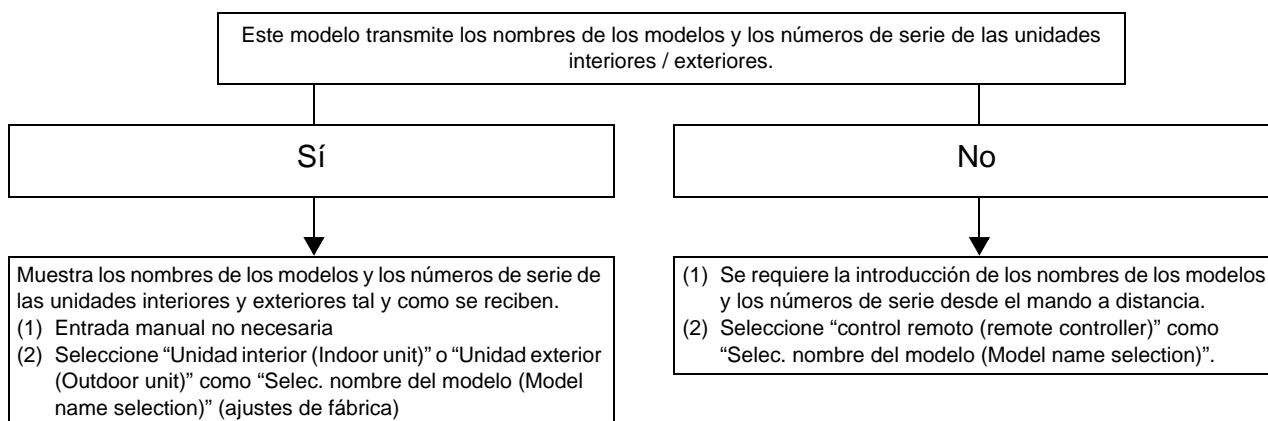 Este modelo transmite los nombres de los modelos y los números de serie de las unidades
interiores / exteriores.
Sí
No
Muestra los nombres de los modelos y los números de serie de
las unidades interiores y exteriores tal y como se reciben.
(1) Entrada manual no necesaria
(2) Seleccione “Unidad interior (Indoor unit)” o “Unidad exterior
(Outdoor unit)” como “Selec. nombre del modelo (Model
name selection)” (ajustes de fábrica)
(1) Se requiere la introducción de los nombres de los modelos
y los números de serie desde el mando a distancia.
(2) Seleccione “control remoto (remote controller)” como
“Selec. nombre del modelo (Model name selection)”.